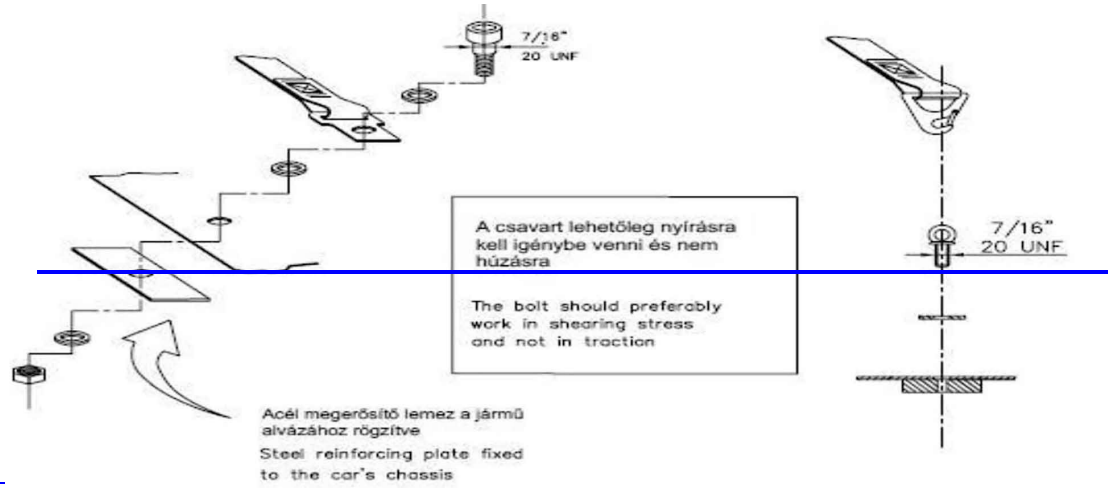 7/16"
20 UNF
A csavart lehetőleg nyírásra
kell igénybe venni és nem
húzásra
The bolt should preferably
work in shearing stress
and not in traction
7/16"
20 UNF
Acél megerősítő lemez a jármű
alvázához rögzítve
Steel reinforcing plate fixed
to the car's chassis